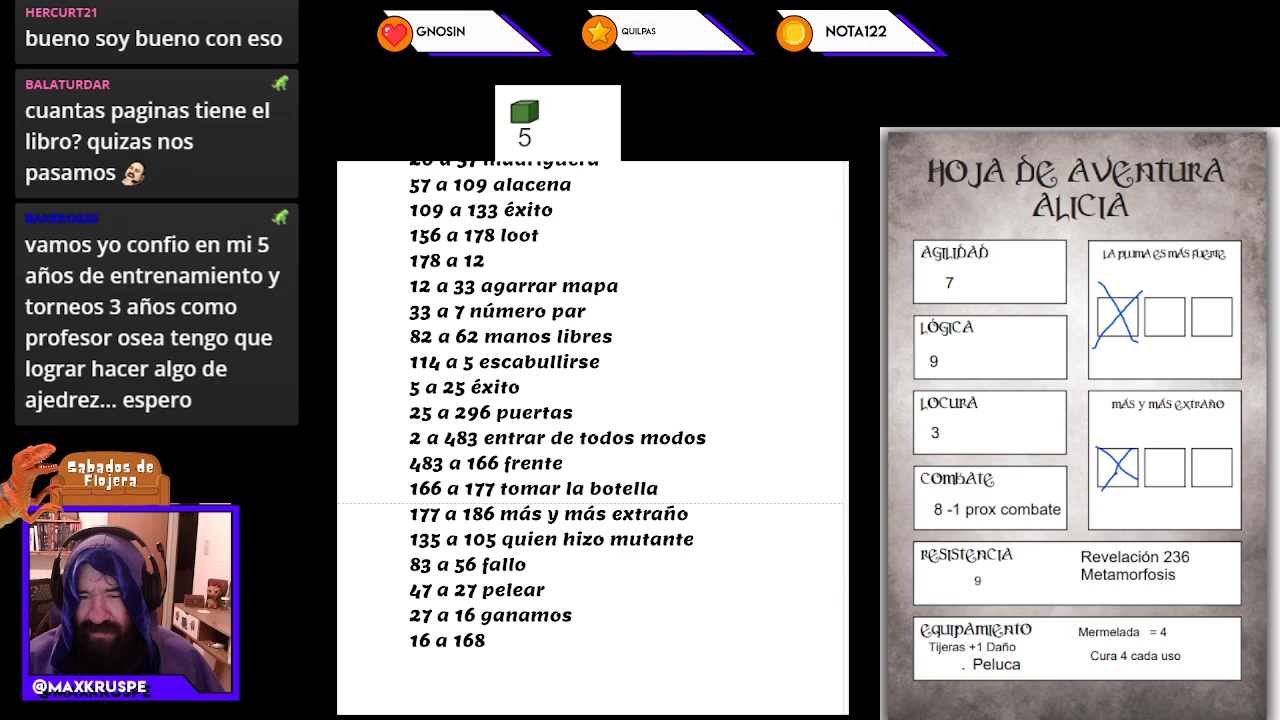 HERCURT21
bueno soy bueno con eso
BALATURDAR
cuantas paginas tiene el
libro? quizas nos
pasamos
vamos yo confio en mi 5
años de entrenamiento y
torneos 3 años como
profesor osea tengo que
lograr hacer algo de
ajedrez... espero
Sabados de
Flojera
@MAXKRUSPE
GNOSIN
QUILPAS
NOTA122
5
57 a 109 alacena
109 a 133 éxito
156 a 178 loot
178 a 12
12 a 33 agarrar mapa
33 a 7 número par
82 a 62 manos libres
114 a 5 escabullirse
5 a 25 éxito
25 a 296 puertas
2 a 483 entrar de todos modos
483 a 166 frente
166 a 177 tomar la botella
177 a 186 más y más extraño
135 a 105 quien hizo mutante
83 a 56 fallo
47 a 27 pelear
27 a 16 ganamos
16 a 168
HOJA DE AVENTURA
ALICIA
AGILIDAD
7
LA PLUMA ES MÁS FUERTE
LÓGICA
9
LOCURA
3
MÁS Y MÁS EXTRAÑO
COMBATE
8 -1 prox combate
RESISTENCIA
9
Revelación 236
Metamorfosis
EQUIPAMIENTO
Tijeras +1 Daño
. Peluca
Mermelada = 4
Cura 4 cada uso